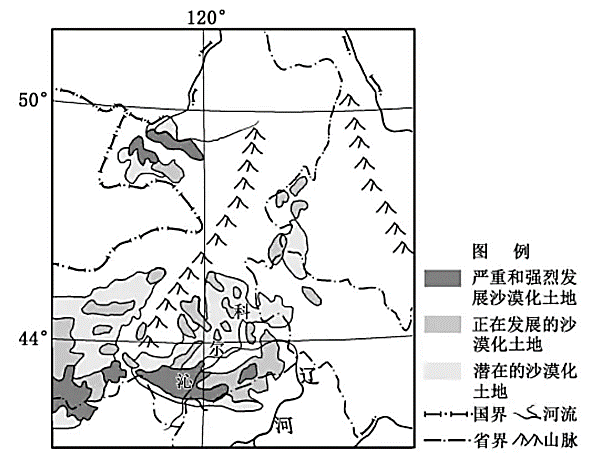 120°
50°
44°
科
尔
沁
辽
河
图 例
严重和强烈发
展沙漠化土地
正在发展的沙
漠化土地
潜在的沙漠化
土地
国界 河流
省界 山脉